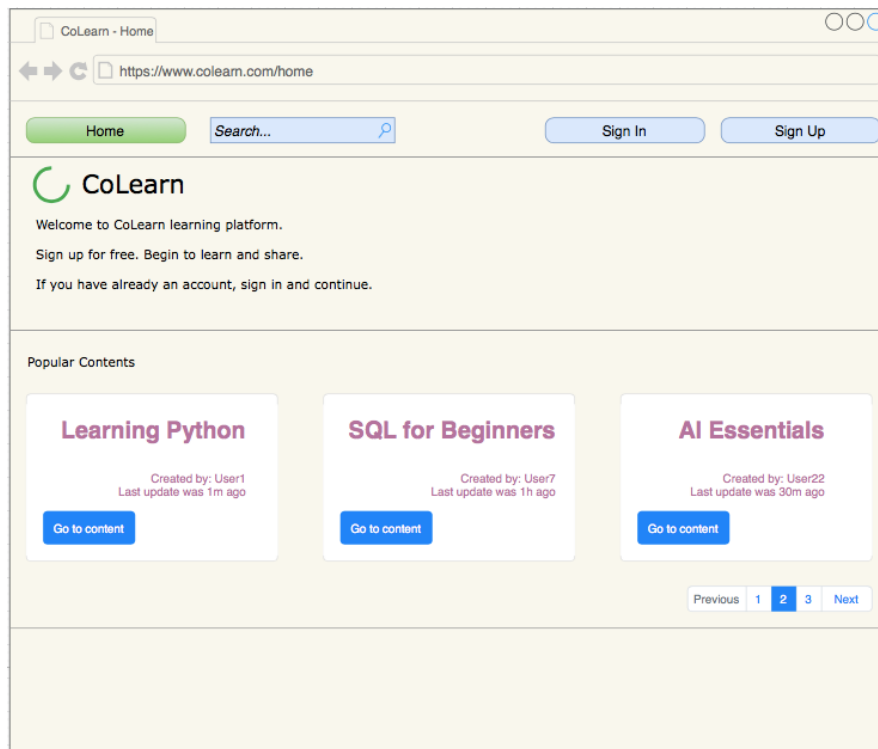 CoLearn - Home
https://www.colearn.com/home
Home
Search...
Sign In
Sign Up
CoLearn
Welcome to CoLearn learning platform.
Sign up for free. Begin to learn and share.
If you have already an account, sign in and continue.
Popular Contents
Learning Python
Created by: User1
Last update was 1m ago
Go to content
SQL for Beginners
Created by: User7
Last update was 1h ago
Go to content
AI Essentials
Created by: User22
Last update was 30m ago
Go to content
Previous 1 2 3 Next